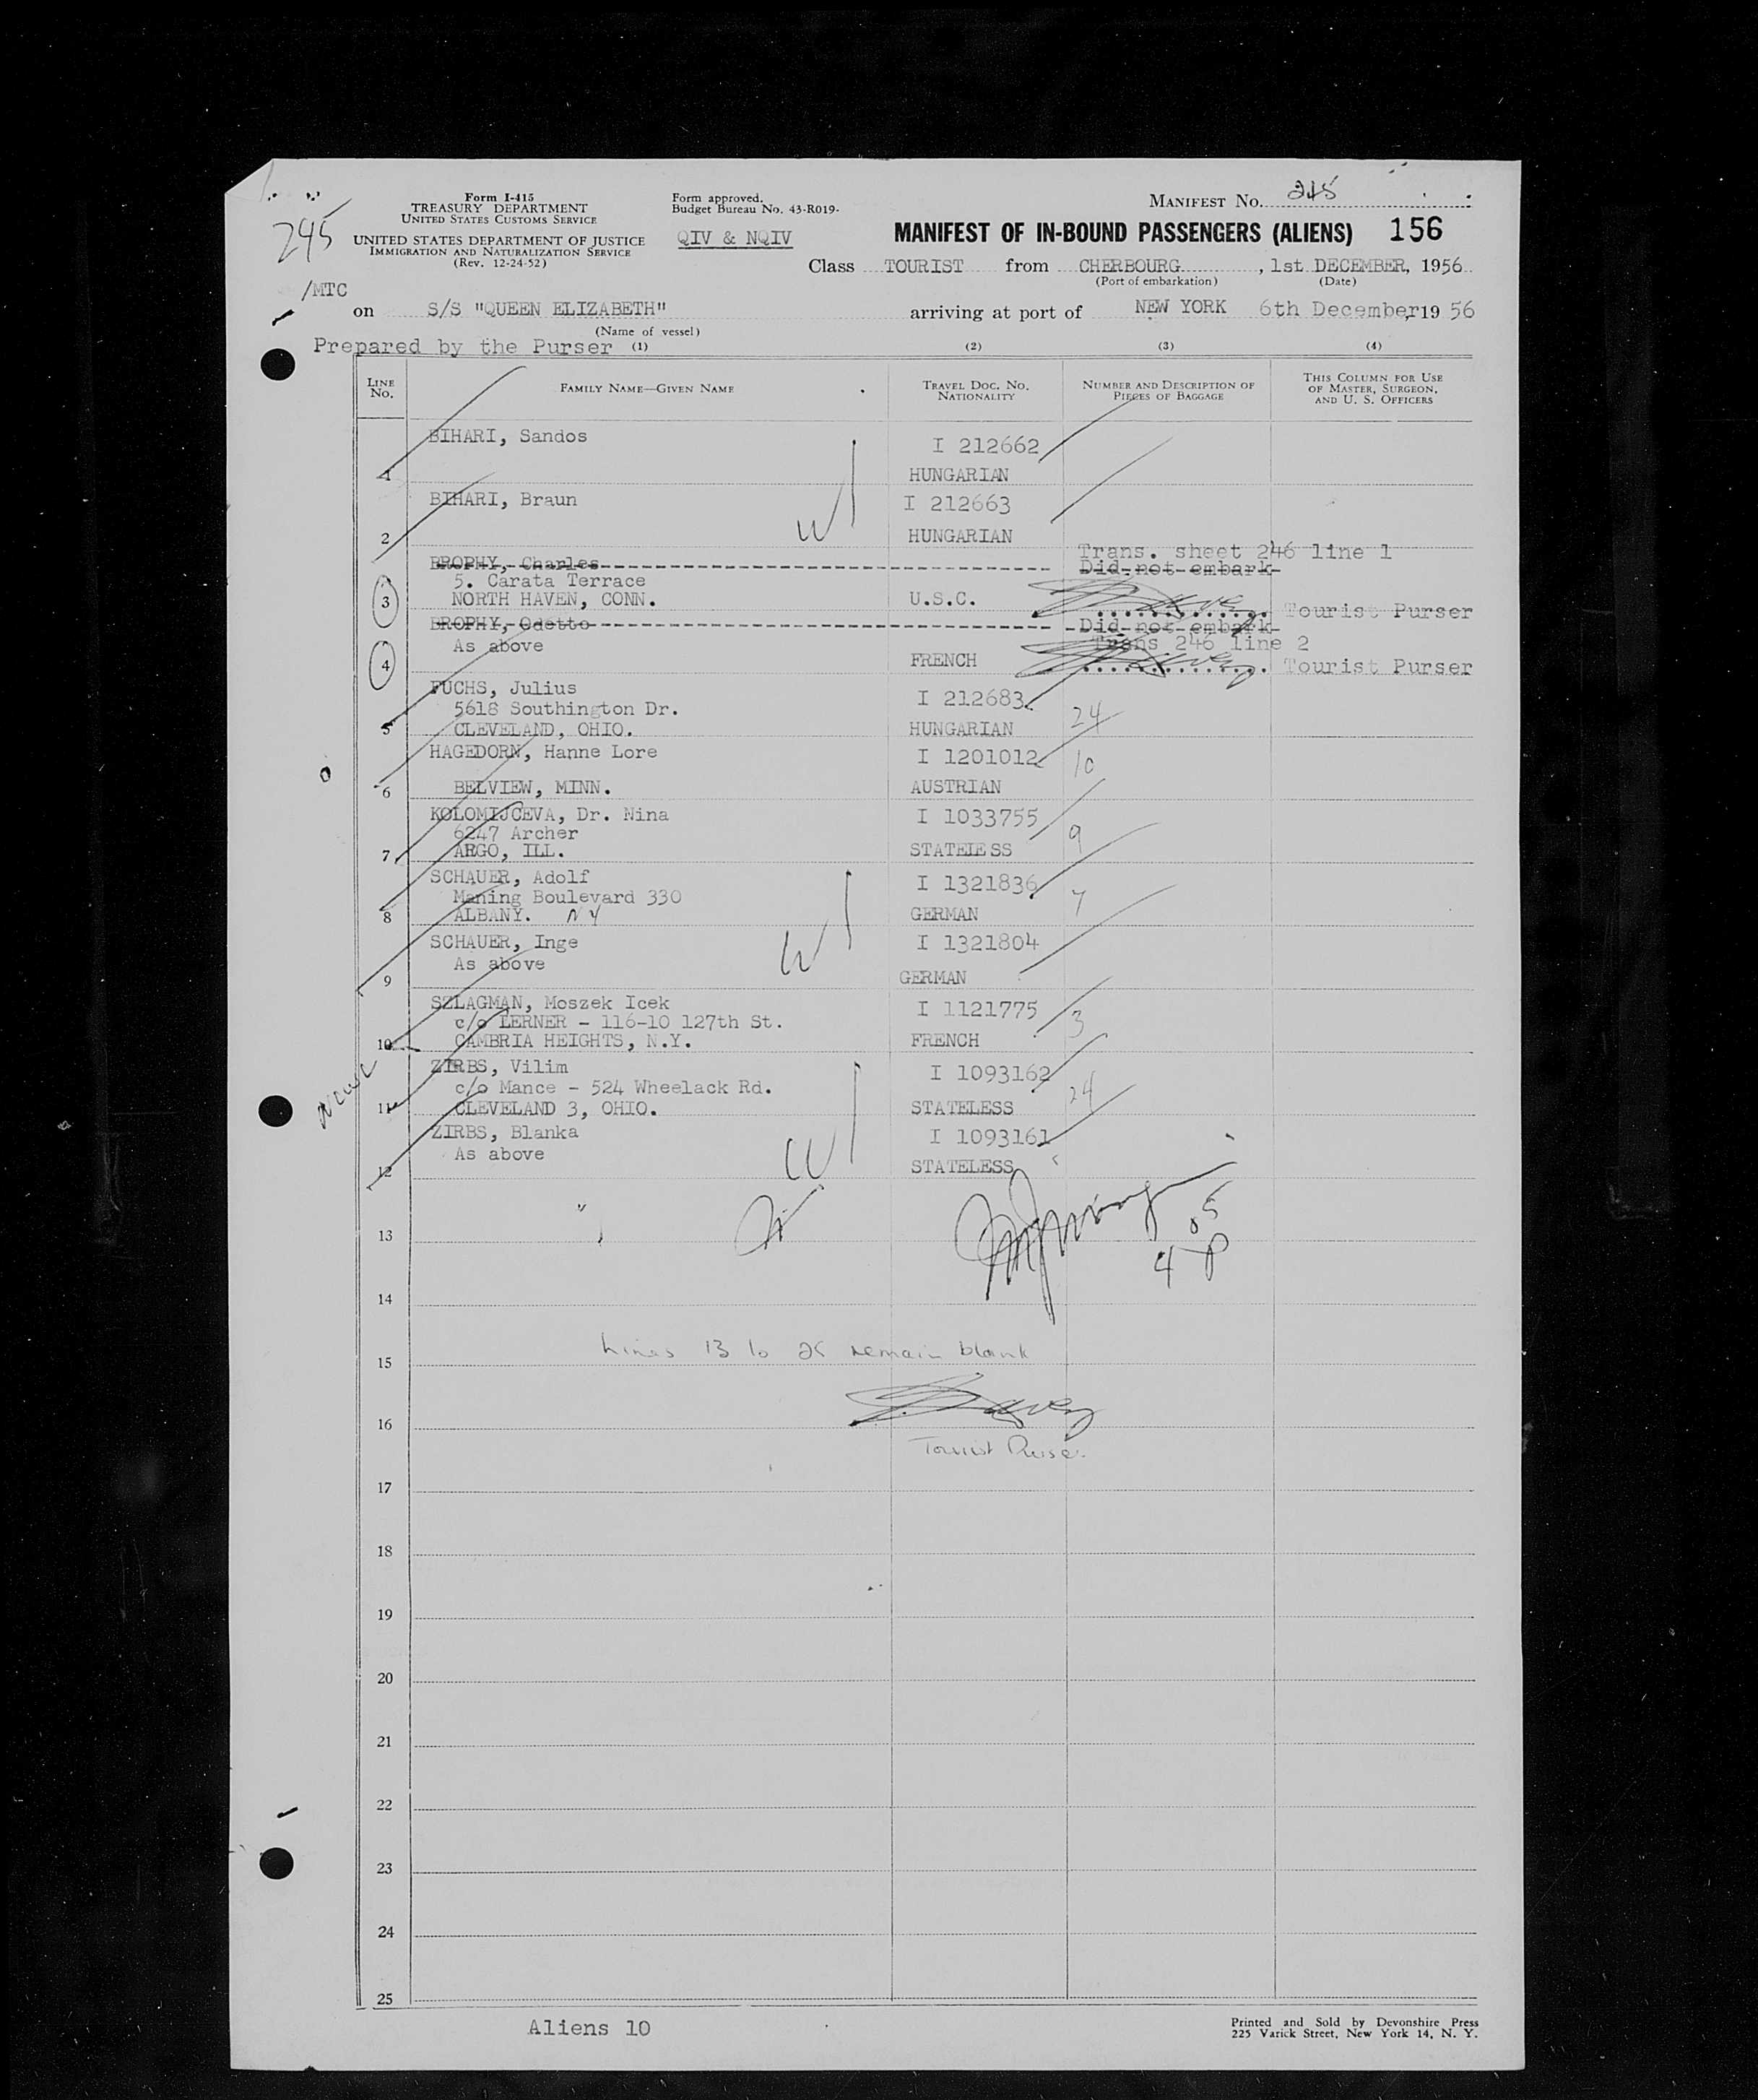 245
Form I-415
TREASURY DEPARTMENT
UNITED STATES CUSTOMS SERVICE
UNITED STATES DEPARTMENT OF JUSTICE
IMMIGRATION AND NATURALIZATION SERVICE
(Rev. 12-24-52)
Form approved.
Budget Bureau No. 43-R019-
QIV & NQIV
MANIFEST NO. 245
MANIFEST OF IN-BOUND PASSENGERS (ALIENS) 156
Class TOURIST from CHERBOURG, 1st DECEMBER, 1956
(Port of embarkation) (Date)
/MTC
on S/S "QUEEN ELIZABETH" arriving at port of NEW YORK 6th December, 19 56
(Name of vessel)
Prepared by the Purser (1) (2) (3) (4)
LINE NO.
FAMILY NAME—GIVEN NAME
TRAVEL DOC. NO. NATIONALITY
NUMBER AND DESCRIPTION OF PIECES OF BAGGAGE
THIS COLUMN FOR USE OF MASTER, SURGEON, AND U. S. OFFICERS
BIHARI, Sandos I 212662
1 HUNGARIAN
BIHARI, Braun I 212663
2 HUNGARIAN
Trans. sheet 246 line 1
BROPHY, Charles Did not embark
5. Carata Terrace
3 NORTH HAVEN, CONN. U.S.C. Tourist Purser
BROPHY, Odetto Did not embark
As above Trans 246 line 2
4 FRENCH Tourist Purser
FUCHS, Julius I 212683
5618 Southington Dr. 24
5 CLEVELAND, OHIO. HUNGARIAN
HAGEDORN, Hanne Lore I 1201012 10
6 BELVIEW, MINN. AUSTRIAN
KOLOMIJCEVA, Dr. Nina I 1033755
6247 Archer 9
7 ARGO, ILL. STATELESS
SCHAUER, Adolf I 1321836
Maning Boulevard 330 7
8 ALBANY. NY GERMAN
SCHAUER, Inge I 1321804
As above
9 GERMAN
SZLAGMAN, Moszek Icek I 1121775
c/o LERNER - 116-10 127th St. 3
10 CAMBRIA HEIGHTS, N.Y. FRENCH
ZIRBS, Vilim I 1093162
c/o Mance - 524 Wheelack Rd. 24
11 CLEVELAND 3, OHIO. STATELESS
ZIRBS, Blanka I 1093161
As above
12 STATELESS
13
14
Lines 13 to 25 remain blank
15
16
Tourist Purser
17
18
19
20
21
22
23
24
25
Aliens 10
Printed and Sold by Devonshire Press
225 Varick Street, New York 14, N. Y.